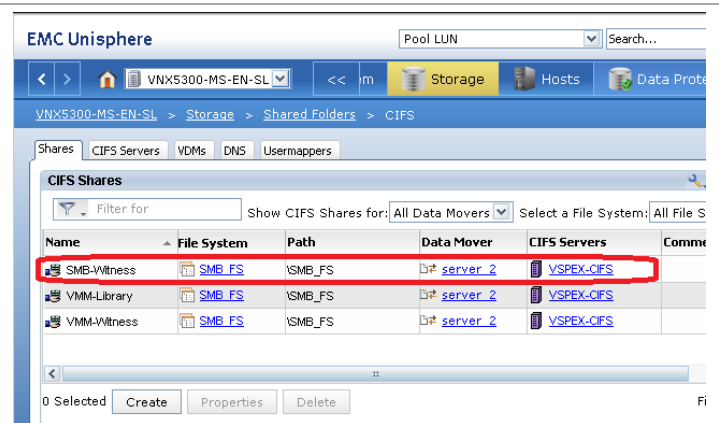 EMC Unisphere
Pool LUN
Search...
VNX5300-MS-EN-SL
<<
Storage
Hosts
Data Prote
VNX5300-MS-EN-SL > Storage > Shared Folders > CIFS
Shares CIFS Servers VDMs DNS Usermappers
CIFS Shares
Filter for Show CIFS Shares for: All Data Movers Select a File System: All File S
Name File System Path Data Mover CIFS Servers Comme
SMB-Witness SMB_FS \SMB_FS server_2 VSPEX-CIFS
VMM-Library SMB_FS \SMB_FS server_2 VSPEX-CIFS
VMM-Witness SMB_FS \SMB_FS server_2 VSPEX-CIFS
0 Selected Create Properties Delete Fi